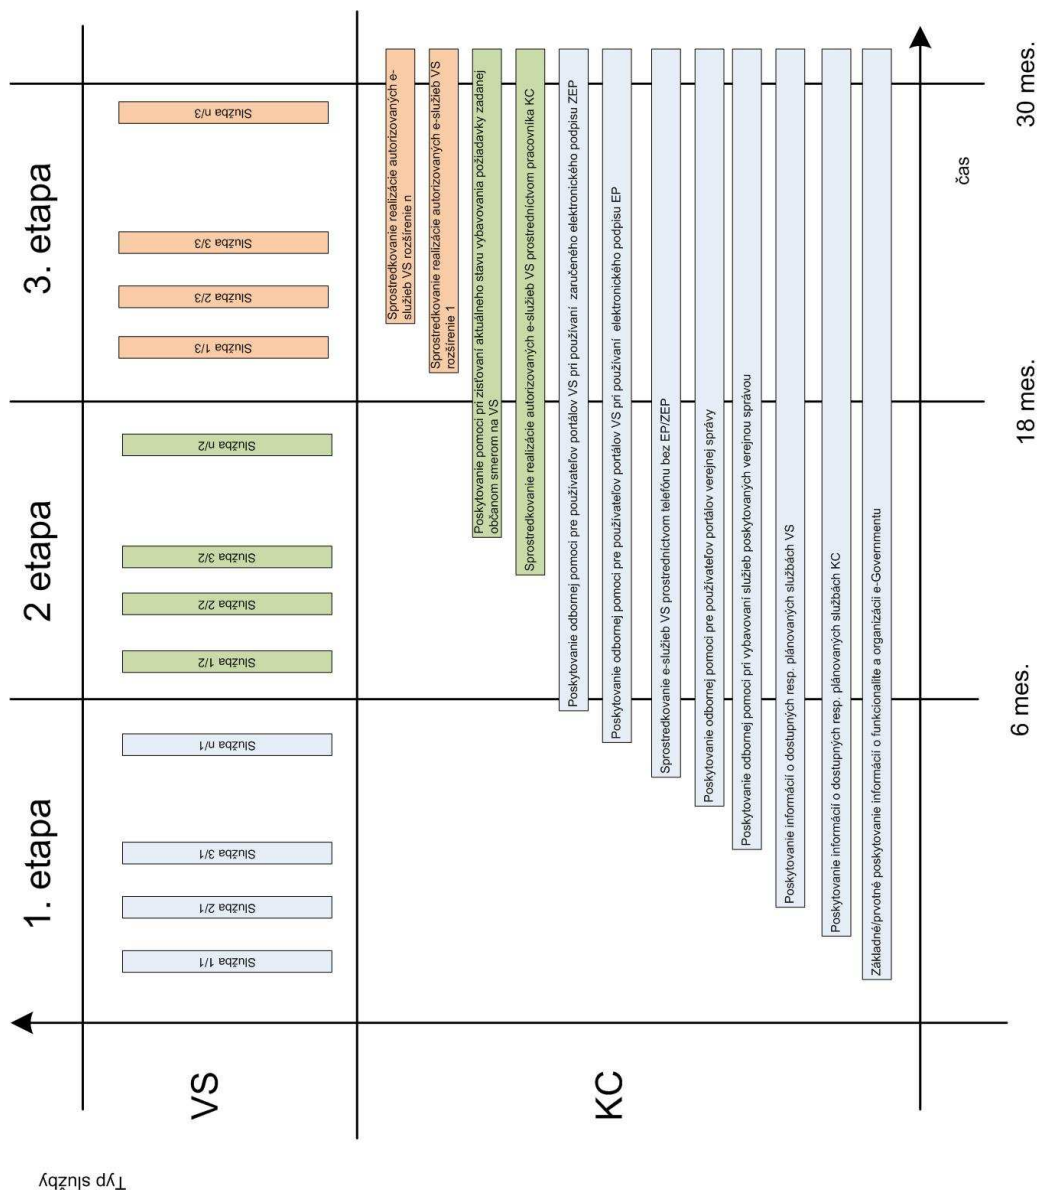 Typ služby
1. etapa
2 etapa
3. etapa
VS
Služba 1/1
Služba 2/1
Služba 3/1
Služba n/1
Služba 1/2
Služba 2/2
Služba 3/2
Služba n/2
Služba 1/3
Služba 2/3
Služba 3/3
Služba n/3
KC
Sprostredkovanie realizácie autorizovaných e-
služieb VS rozšírenie n
Sprostredkovanie realizácie autorizovaných e-služieb VS
rozšírenie 1
Poskytovanie pomoci pri zisťovaní aktuálneho stavu vybavovania požiadavky zadanej
občanom smerom na VS
Sprostredkovanie realizácie autorizovaných e-služieb VS prostredníctvom pracovníka KC
Poskytovanie odbornej pomoci pre používateľov portálov VS pri používaní zaručeného elektronického podpisu ZEP
Poskytovanie odbornej pomoci pre používateľov portálov VS pri používaní elektronického podpisu EP
Sprostredkovanie e-služieb VS prostredníctvom telefónu bez EP/ZEP
Poskytovanie odbornej pomoci pre používateľov portálov verejnej správy
Poskytovanie odbornej pomoci pri vybavovaní služieb poskytovaných verejnou správou
Poskytovanie informácií o dostupných resp. plánovaných službách VS
Poskytovanie informácií o dostupných resp. plánovaných službách KC
Základné/prvotné poskytovanie informácií o funkcionalite a organizácii e-Governmentu
čas
6 mes.
18 mes.
30 mes.